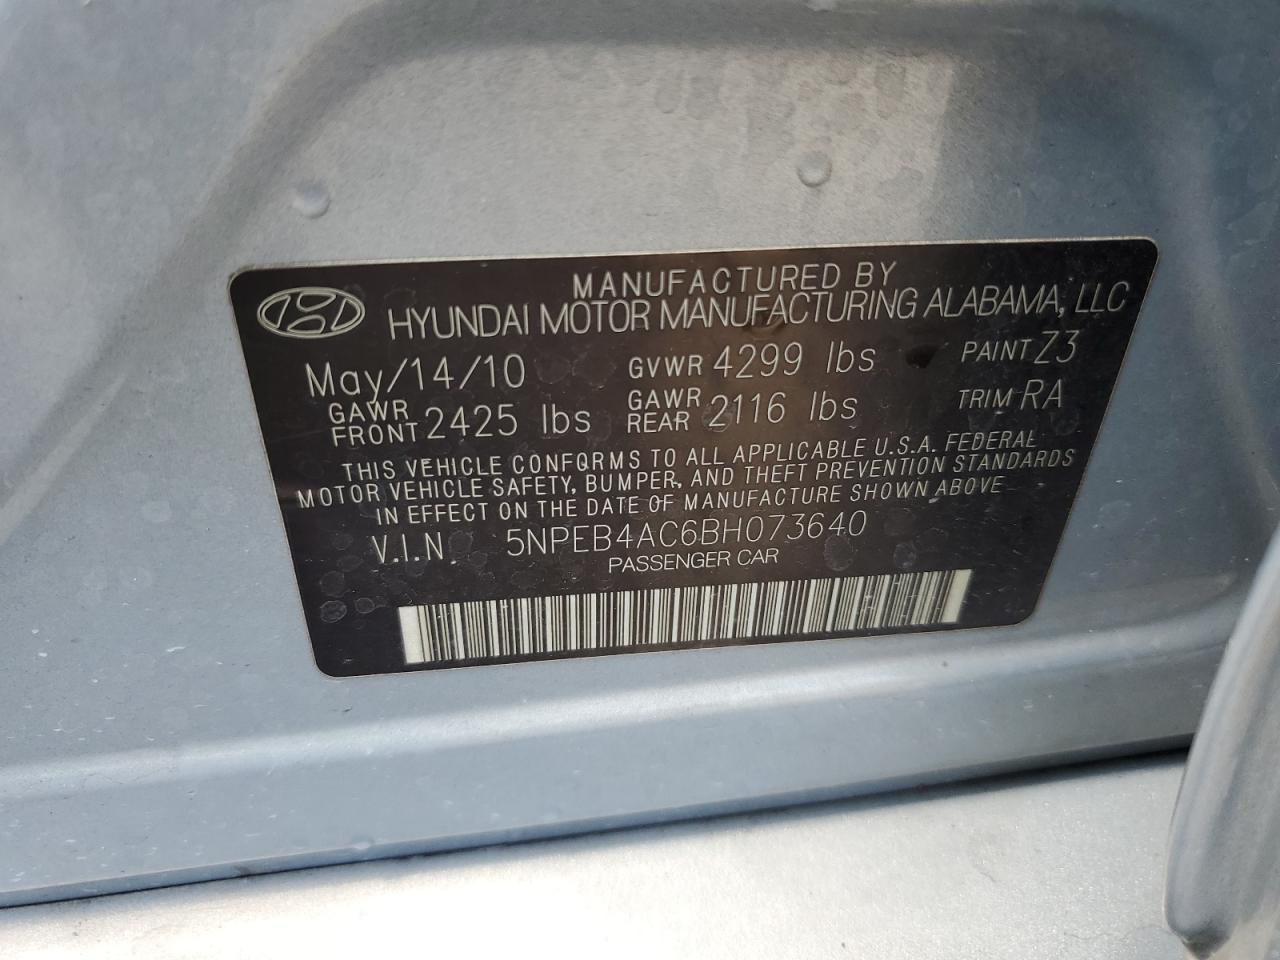 MANUFACTURED BY
HYUNDAI MOTOR MANUFACTURING ALABAMA, LLC
May/14/10 GVWR 4299 lbs PAINT Z3
GAWR FRONT 2425 lbs GAWR REAR 2116 lbs TRIM RA
THIS VEHICLE CONFORMS TO ALL APPLICABLE U.S.A. FEDERAL
MOTOR VEHICLE SAFETY, BUMPER, AND THEFT PREVENTION STANDARDS
IN EFFECT ON THE DATE OF MANUFACTURE SHOWN ABOVE
V.I.N. 5NPEB4AC6BH073640
PASSENGER CAR